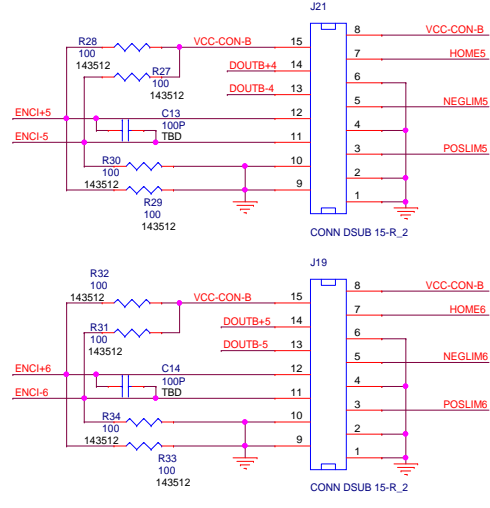 J21
R28
100
143512
VCC-CON-B
15
8
VCC-CON-B
DOUTB+4
14
7
HOME5
R27
100
143512
DOUTB-4
13
6
ENCI+5
C13
100P
TBD
12
5
NEGLIM5
ENCI-5
11
4
R30
100
143512
10
3
POSLIM5
9
2
R29
100
143512
1
CONN DSUB 15-R_2
J19
R32
100
143512
VCC-CON-B
15
8
VCC-CON-B
DOUTB+5
14
7
HOME6
R31
100
143512
DOUTB-5
13
6
ENCI+6
C14
100P
TBD
12
5
NEGLIM6
ENCI-6
11
4
R34
100
143512
10
3
POSLIM6
9
2
R33
100
143512
1
CONN DSUB 15-R_2